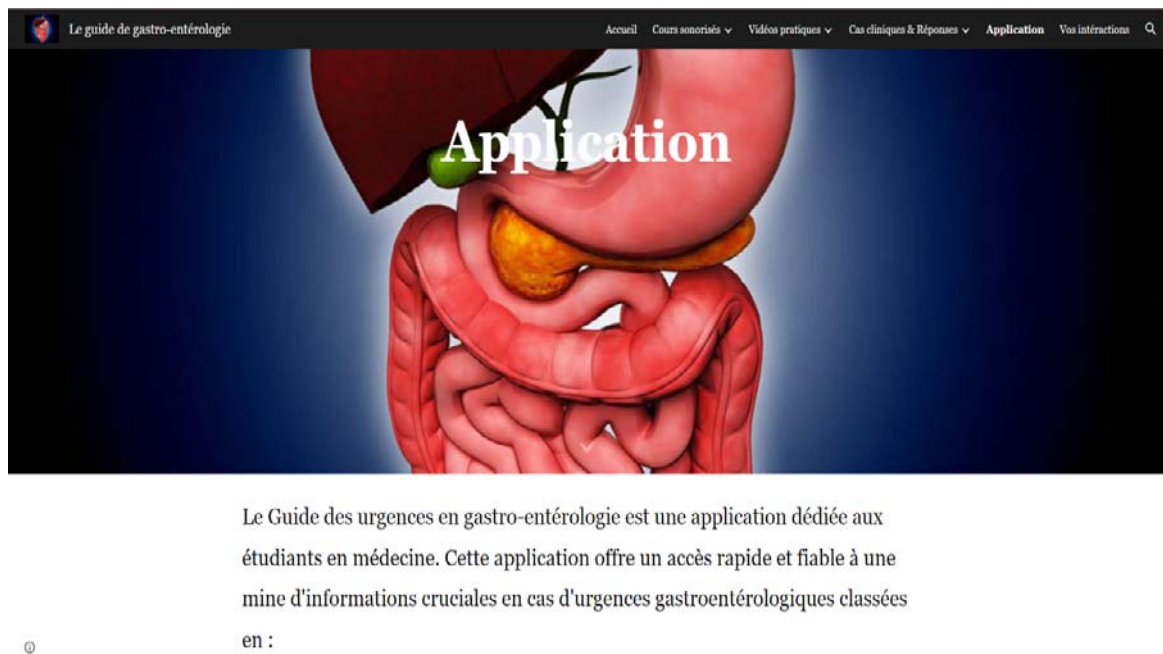 Le guide de gastro-entérologie
Accueil Cours sonorisés Vidéos pratiques Cas cliniques & Réponses Application Vos intéractions
Application
Le Guide des urgences en gastro-entérologie est une application dédiée aux
étudiants en médecine. Cette application offre un accès rapide et fiable à une
mine d'informations cruciales en cas d'urgences gastroentérologiques classées
en :